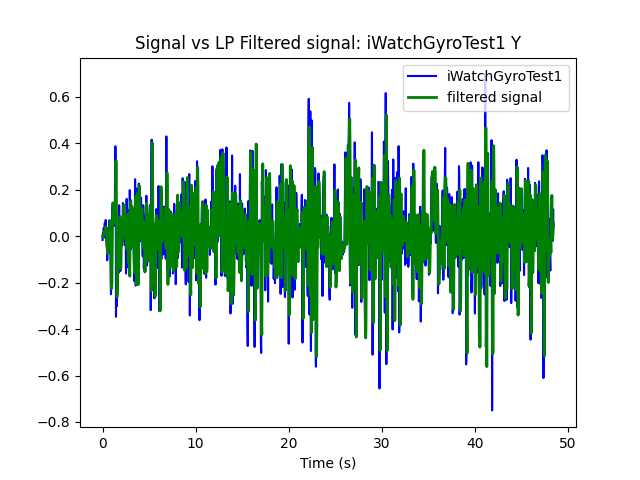 Signal vs LP Filtered signal: iWatchGyroTest1 Y
iWatchGyroTest1
filtered signal
0.6
0.4
0.2
0.0
−0.2
−0.4
−0.6
−0.8
0 10 20 30 40 50
Time (s)